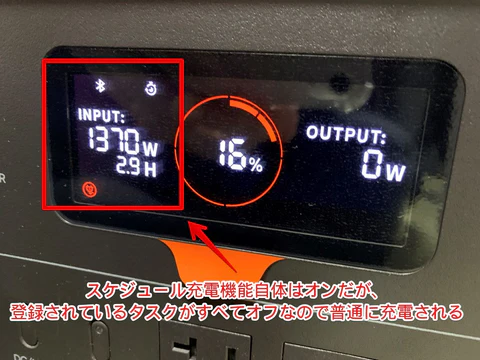 INPUT:
1370W
2.9H
16%
OUTPUT:
0W
R
スケジュール充電機能自体はオンだが、
登録されているタスクがすべてオフなので普通に充電される
DC